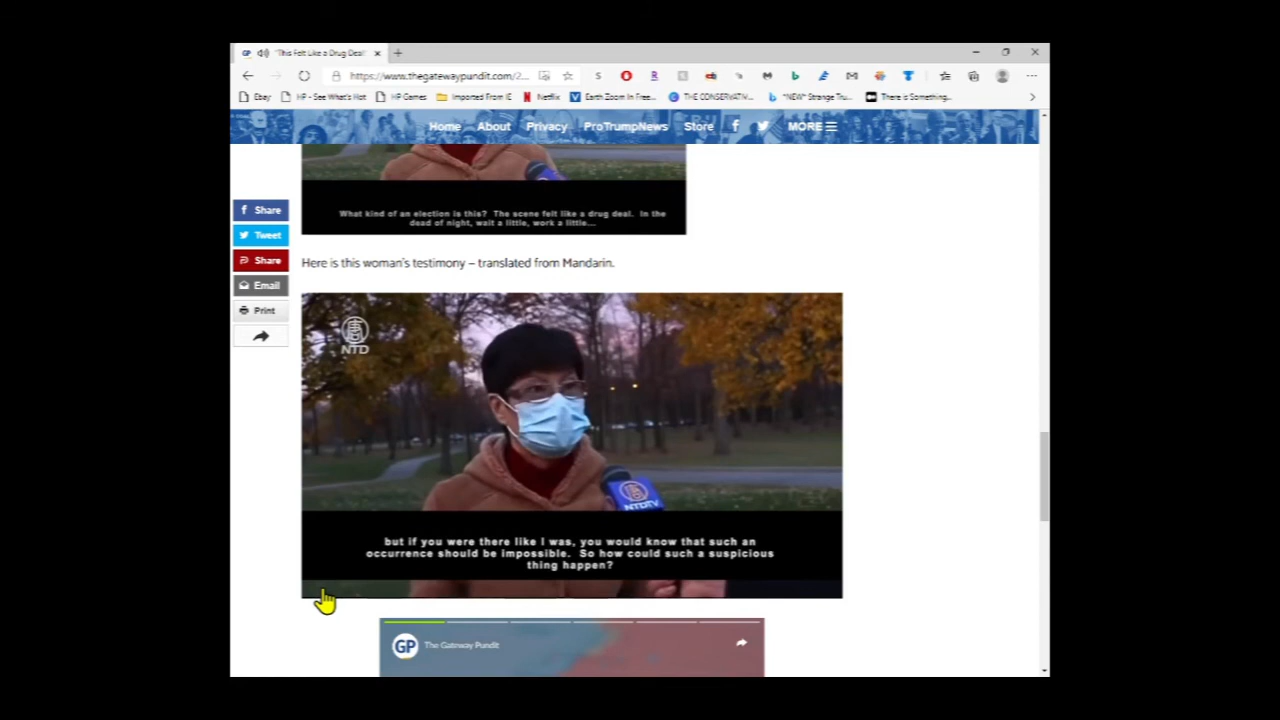 "This Felt Like a Drug Deal"
https://www.thegatewaypundit.com/2...
Ebay
HP - See What's Hot
HP Games
Imported From IE
Netflix
Earth Zoom In Free...
THE CONSERVATIV...
*NEW* Strange Tru...
There is Something...
Home
About
Privacy
ProTrumpNews
Store
MORE
Share
Tweet
Share
Email
Print
What kind of an election is this? The scene felt like a drug deal. In the
dead of night, wait a little, work a little...
Here is this woman's testimony – translated from Mandarin.
NTD
NTDTV
but if you were there like I was, you would know that such an
occurrence should be impossible. So how could such a suspicious
thing happen?
GP
The Gateway Pundit